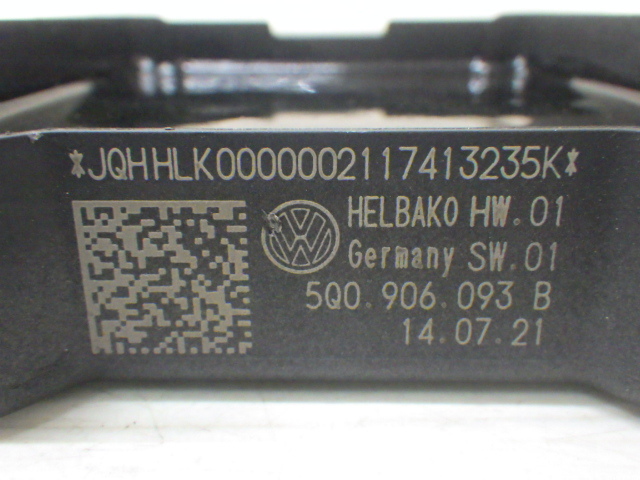 *JQHHLK0000002117413235K*
HELBAKO HW.01
Germany SW.01
5Q0.906.093 B
14.07.21